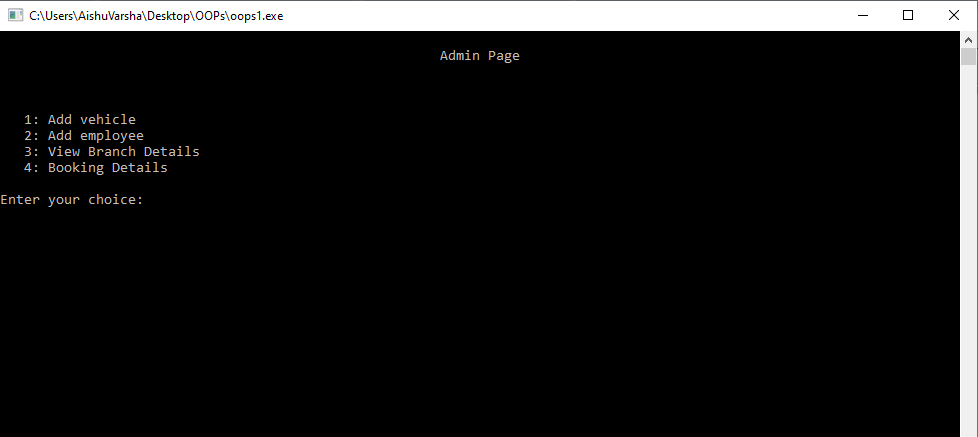 C:\Users\AishuVarsha\Desktop\OOPs\oops1.exe
Admin Page
1: Add vehicle
2: Add employee
3: View Branch Details
4: Booking Details
Enter your choice: